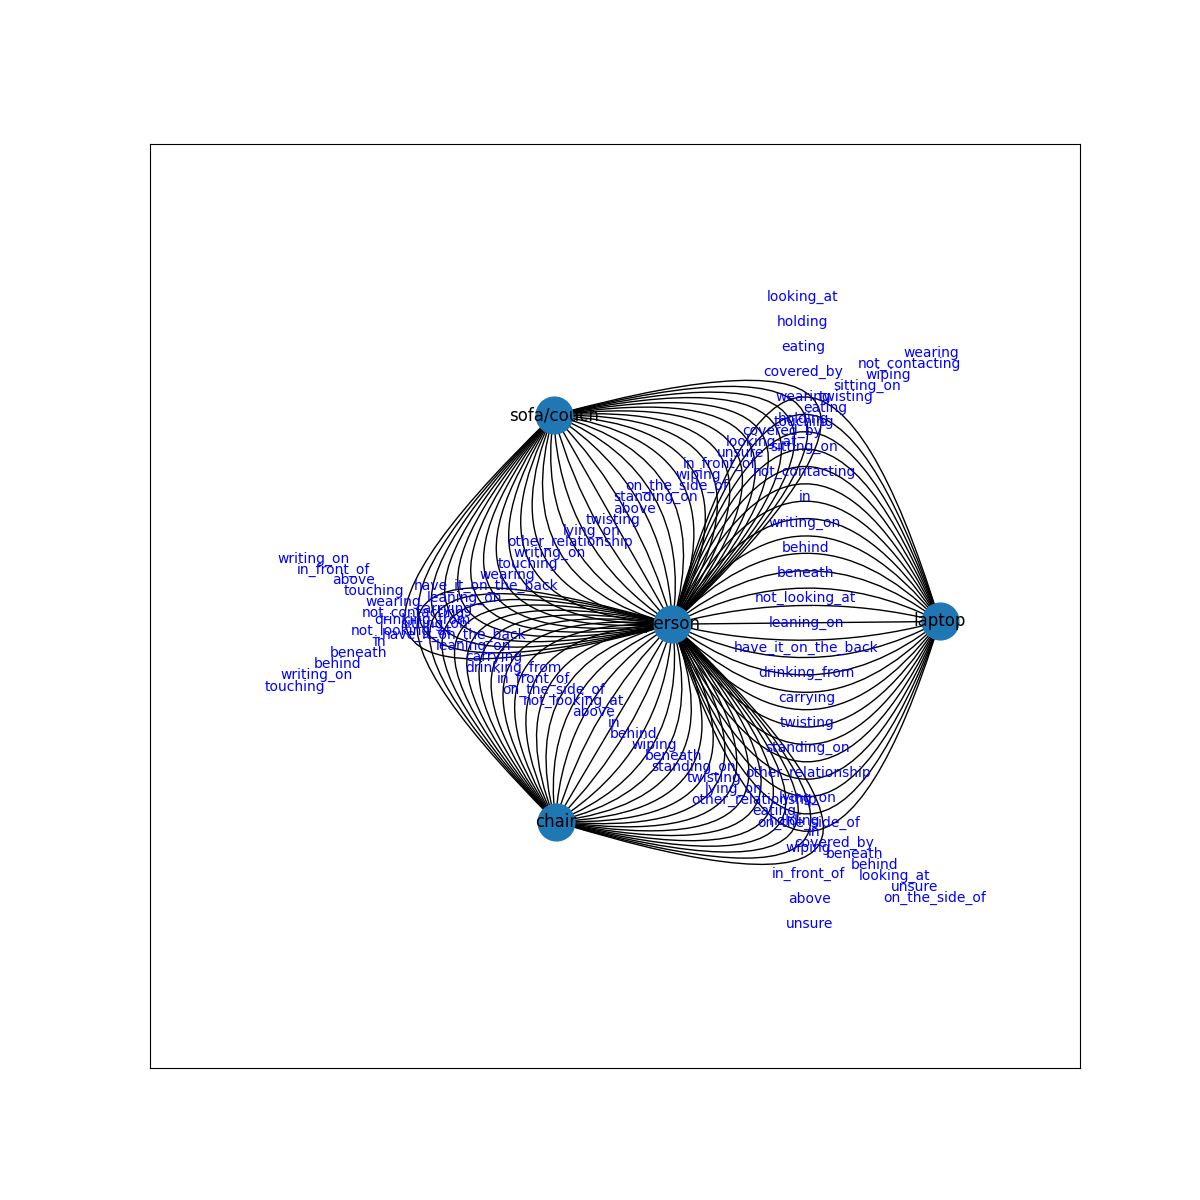 looking_at
holding
eating
wearing
not_contacting
covered_by
wiping
sitting_on
wearing
twisting
eating
sofa/couch
holding
touching
covered_by
looking_at
sitting_on
unsure
in_front_of
not_contacting
wiping
on_the_side_of
standing_on
in
above
twisting
writing_on
lying_on
other_relationship
behind
writing_on
writing_on
touching
in_front_of
beneath
wearing
above
have_it_on_the_back
touching
leaning_on
not_looking_at
wearing
carrying
not_contacting
drinking_from
laptop
person
leaning_on
not_looking_at
have_it_on_the_back
in
leaning_on
have_it_on_the_back
beneath
carrying
behind
drinking_from
drinking_from
writing_on
in_front_of
touching
on_the_side_of
carrying
not_looking_at
above
in
twisting
behind
wiping
standing_on
beneath
standing_on
other_relationship
twisting
lying_on
other_relationship
lying_on
eating
chair
holding
on_the_side_of
in
covered_by
wiping
beneath
behind
in_front_of
looking_at
unsure
above
on_the_side_of
unsure